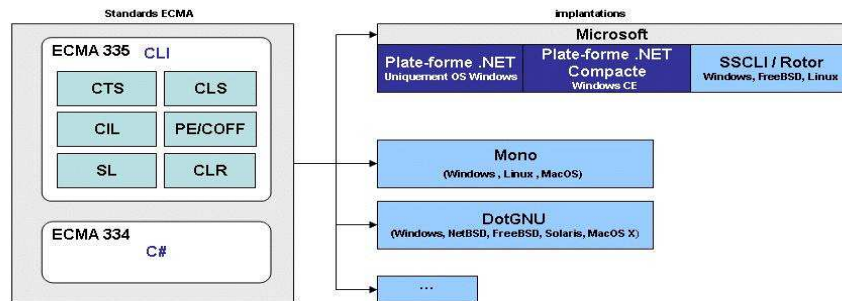 Standards ECMA
ECMA 335 CLI
CTS
CLS
CIL
PE/COFF
SL
CLR
ECMA 334
C#
implantations
Microsoft
Plate-forme .NET
Uniquement OS Windows
Plate-forme .NET
Compacte
Windows CE
SSCLI / Rotor
Windows, FreeBSD, Linux
Mono
(Windows , Linux , MacOS)
DotGNU
(Windows, NetBSD, FreeBSD, Solaris, MacOS X)
...